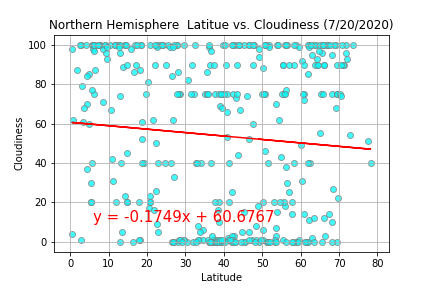 Northern Hemisphere  Latitue vs. Cloudiness (7/20/2020)
100
80
60
40
20
0
Cloudiness
y = -0.1749x + 60.6767
0 10 20 30 40 50 60 70 80
Latitude